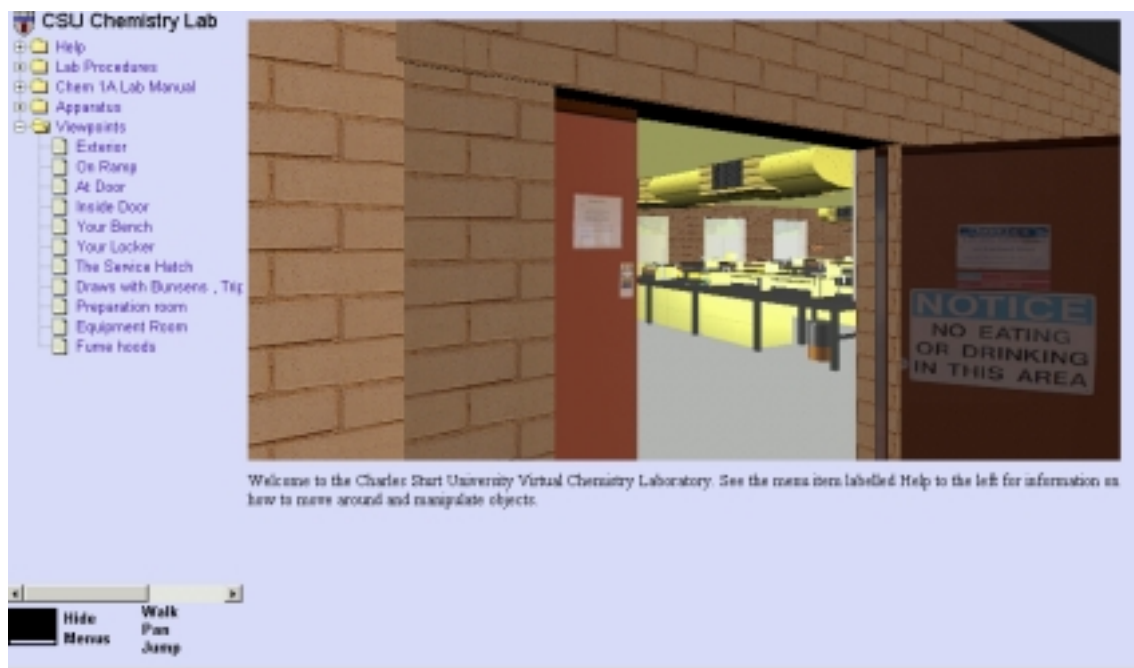 CSU Chemistry Lab
Help
Lab Procedures
Chem 1A Lab Manual
Apparatus
Viewpoints
Exterior
On Ramp
At Door
Inside Door
Your Bench
Your Locker
The Service Hatch
Draws with Bunsens , Trip
Preparation room
Equipment Room
Fume hoods
NOTICE
NO EATING
OR DRINKING
IN THIS AREA
Welcome to the Charles Sturt University Virtual Chemistry Laboratory. See the menu item labelled Help to the left for information on
how to move around and manipulate objects.
Hide
Menus
Walk
Pan
Jump